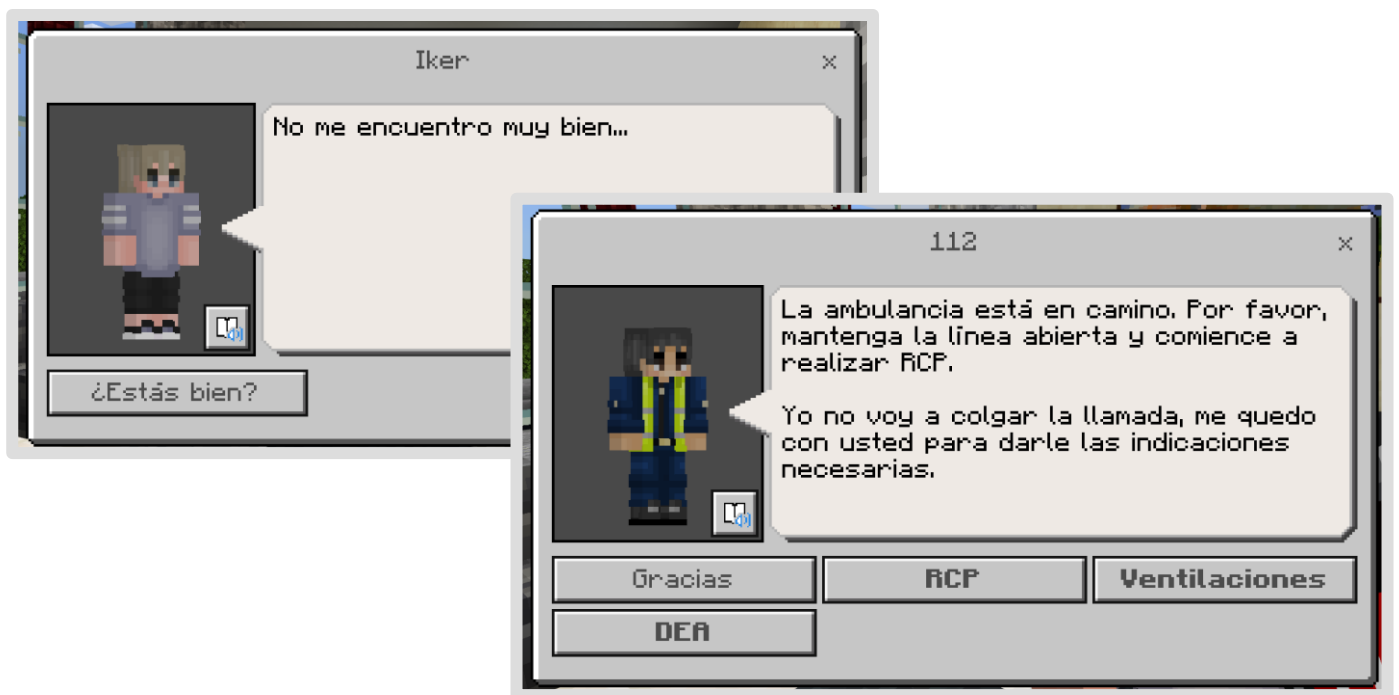 Iker
No me encuentro muy bien...
¿Estás bien?
112
La ambulancia está en camino. Por favor,
mantenga la línea abierta y comience a
realizar RCP.
Yo no voy a colgar la llamada, me quedo
con usted para darle las indicaciones
necesarias.
Gracias
RCP
Ventilaciones
DEA